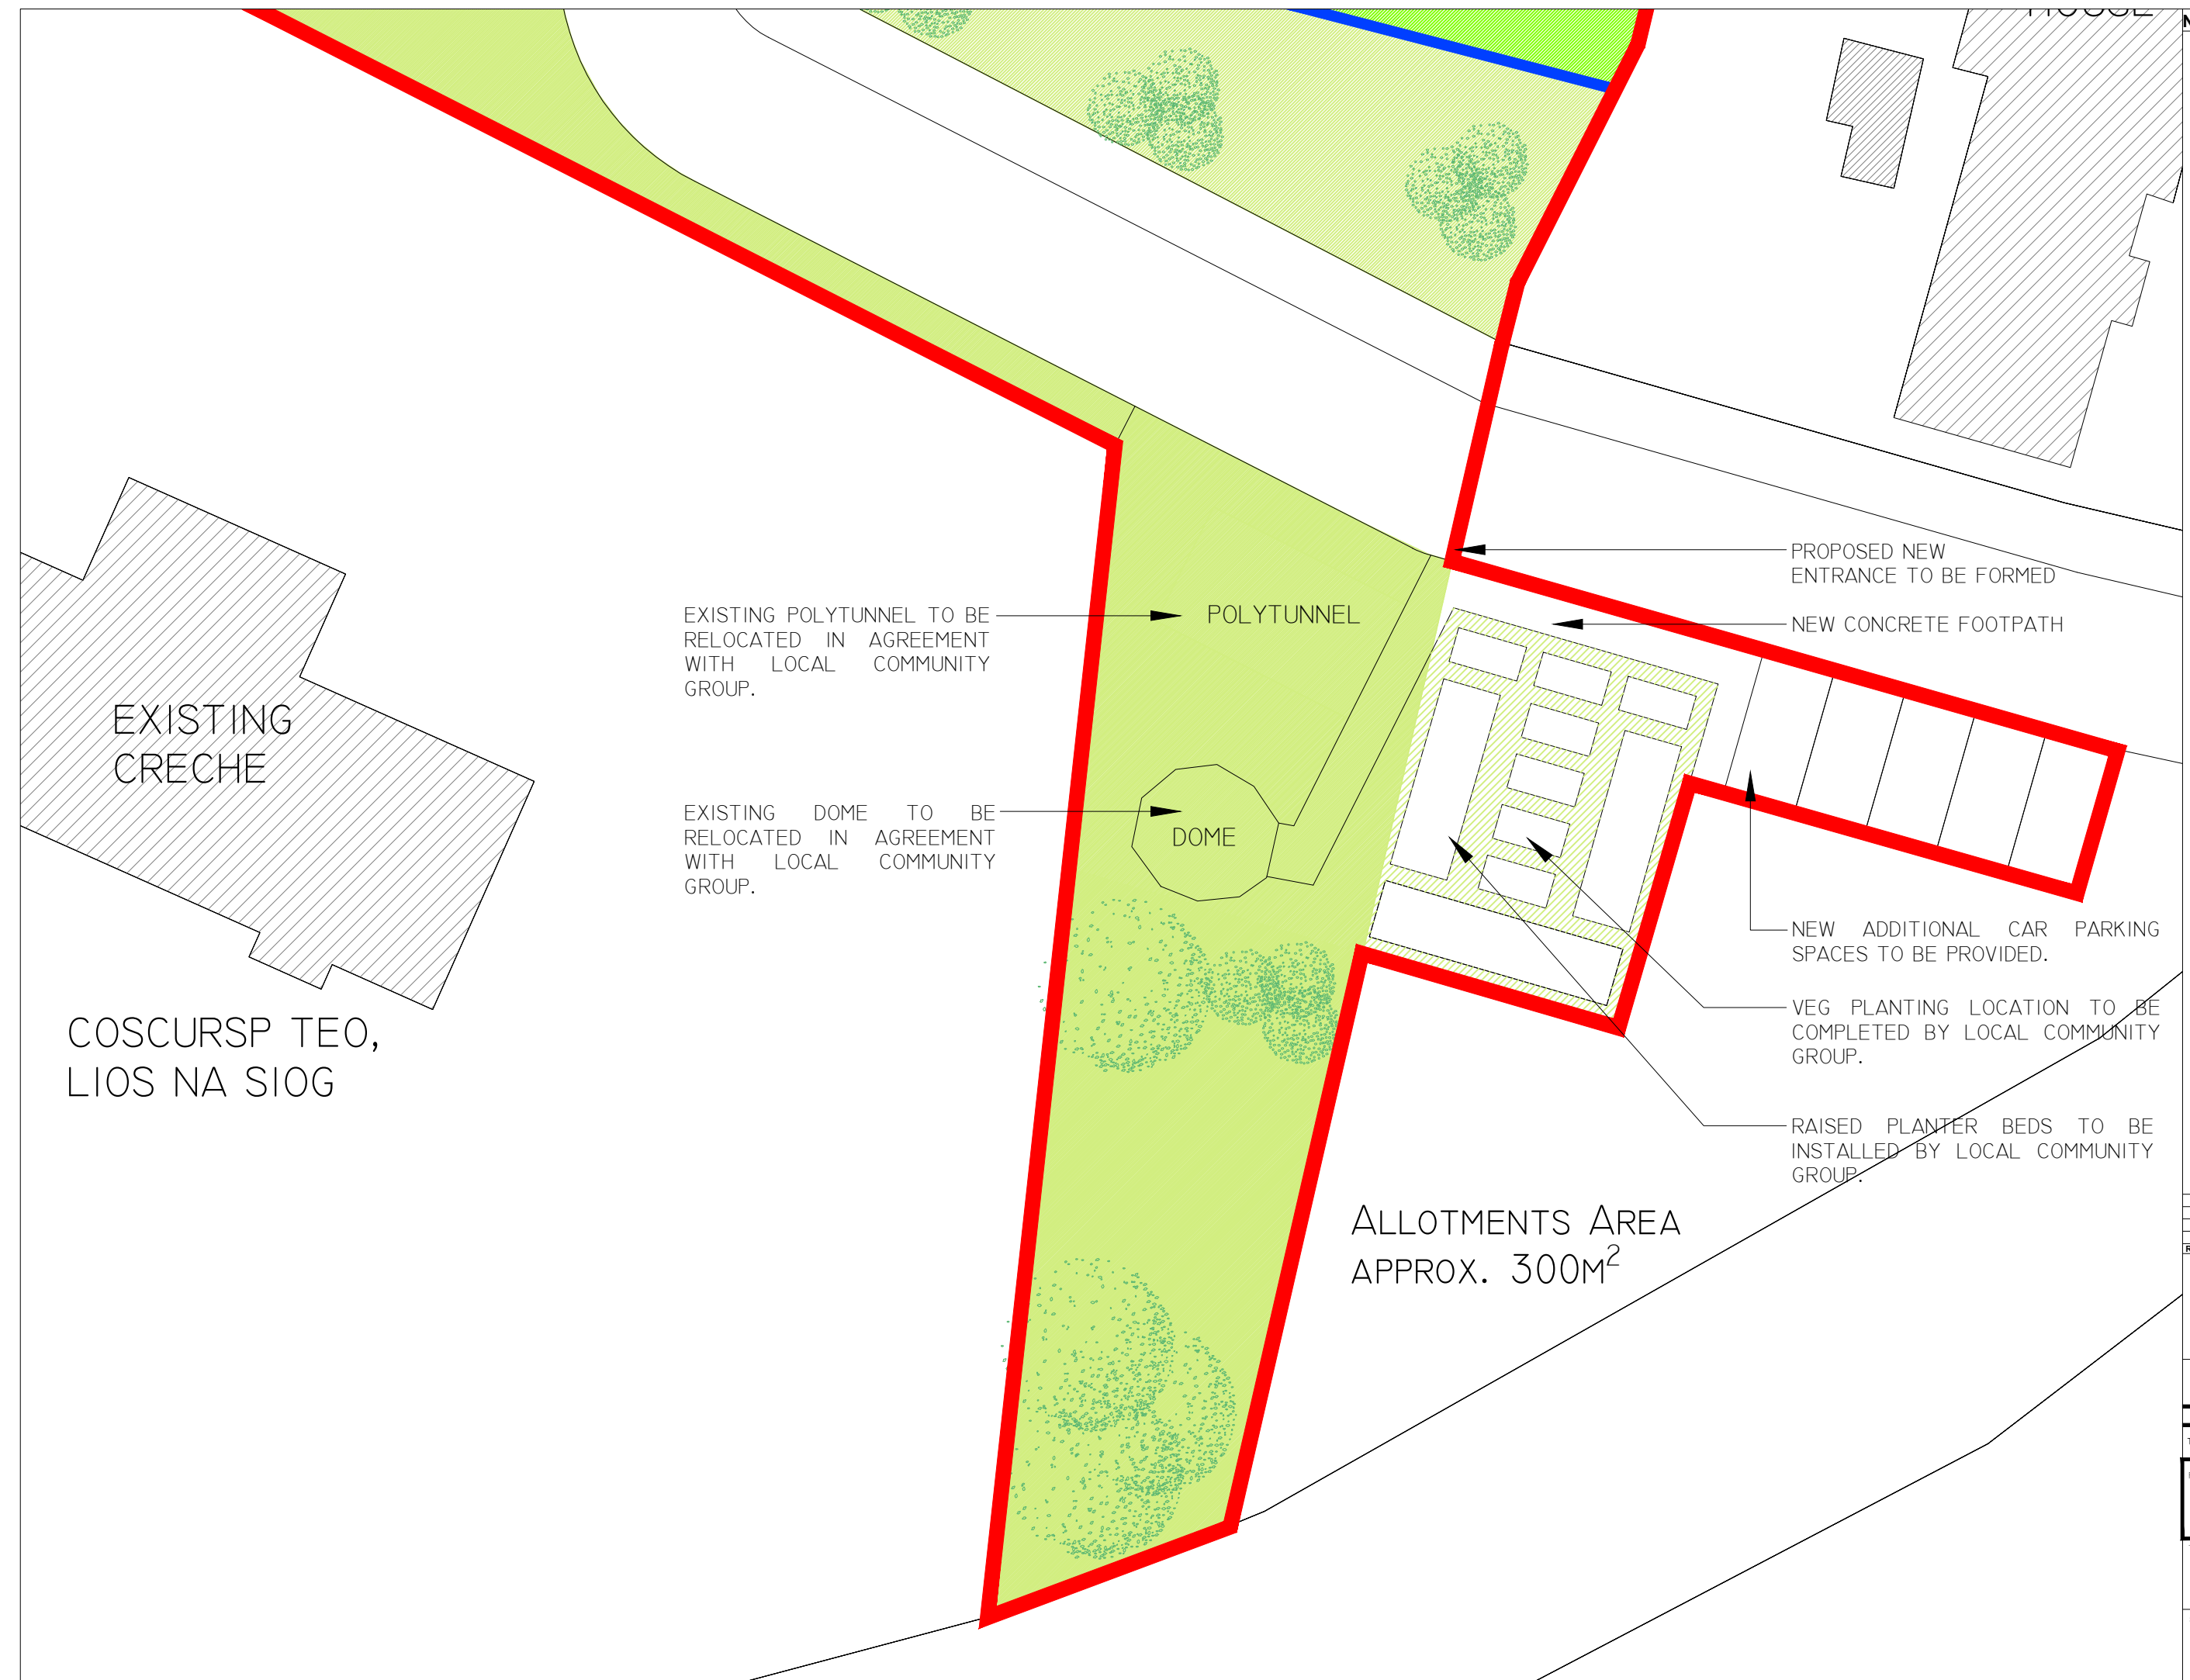 PROPOSED NEW
ENTRANCE TO BE FORMED
EXISTING POLYTUNNEL TO BE
RELOCATED IN AGREEMENT
WITH LOCAL COMMUNITY
GROUP.
POLYTUNNEL
NEW CONCRETE FOOTPATH
EXISTING
CRECHE
EXISTING DOME TO BE
RELOCATED IN AGREEMENT
WITH LOCAL COMMUNITY
GROUP.
DOME
NEW ADDITIONAL CAR PARKING
SPACES TO BE PROVIDED.
COSCURSP TEO,
LIOS NA SIOG
VEG PLANTING LOCATION TO BE
COMPLETED BY LOCAL COMMUNITY
GROUP.
RAISED PLANTER BEDS TO BE
INSTALLED BY LOCAL COMMUNITY
GROUP.
ALLOTMENTS AREA
APPROX. 300M²